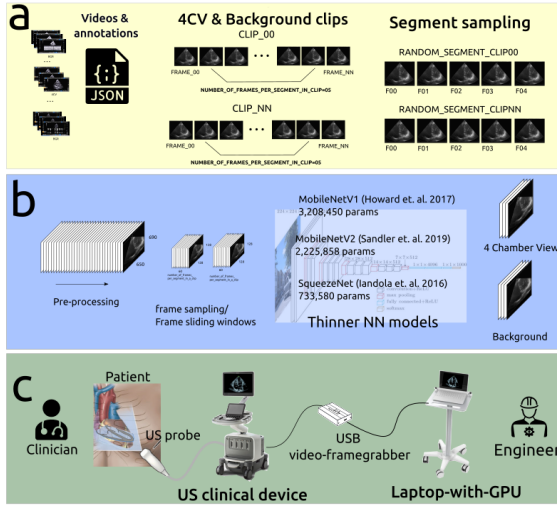 a
Videos &
annotations
{;}
JSON
4CV & Background clips
CLIP_00
FRAME_00
FRAME_NN
NUMBER_OF_FRAMES_PER_SEGMENT_IN_CLIP=05
CLIP_NN
FRAME_00
FRAME_NN
NUMBER_OF_FRAMES_PER_SEGMENT_IN_CLIP=05
Segment sampling
RANDOM_SEGMENT_CLIP00
F00 F01 F02 F03 F04
RANDOM_SEGMENT_CLIPNN
F00 F01 F02 F03 F04
b
600
650
Pre-processing
frame sampling/
Frame sliding windows
MobileNetV1 (Howard et. al. 2017)
3,208,450 params
MobileNetV2 (Sandler et. al. 2019)
2,225,858 params
SqueezeNet (Iandola et. al. 2016)
733,580 params
Thinner NN models
4 Chamber View
Background
c
Clinician
Patient
US probe
US clinical device
USB
video-framegrabber
Laptop-with-GPU
Engineer